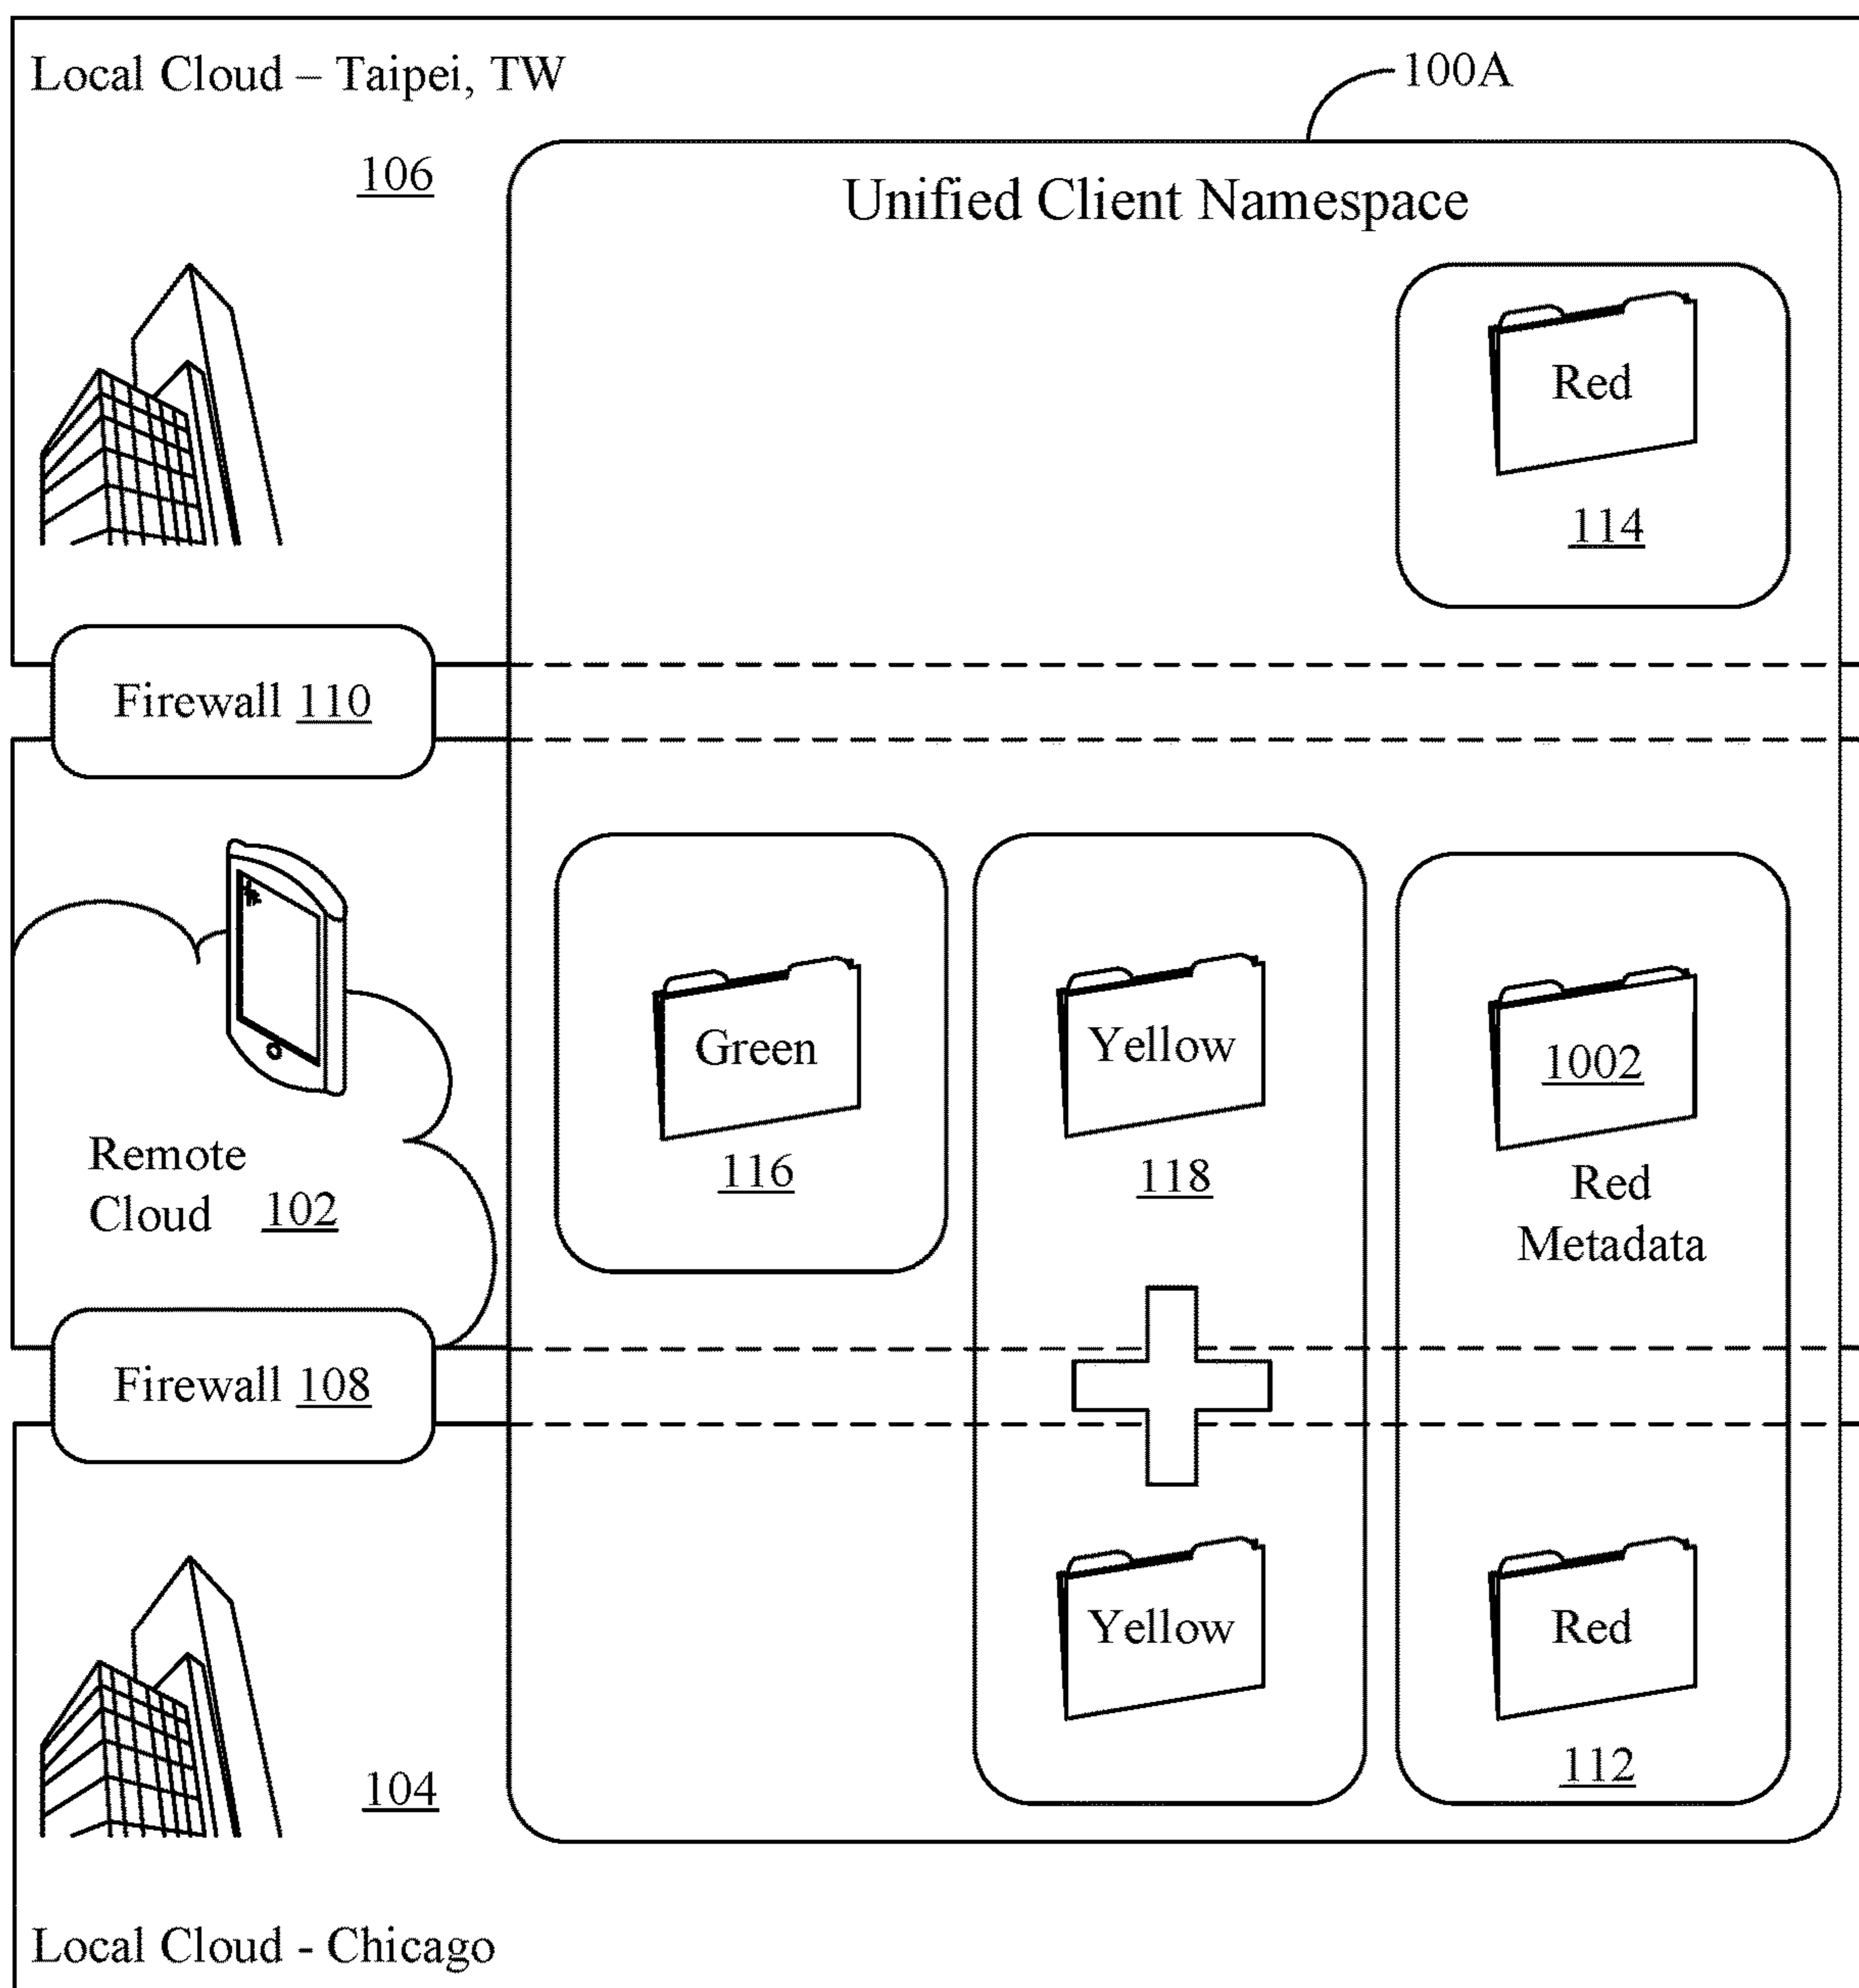 Local Cloud – Taipei, TW
100A
106
Unified Client Namespace
Red
114
Firewall 110
Green
116
Yellow
118
1002
Red
Metadata
Remote
Cloud 102
Firewall 108
Yellow
Red
112
104
Local Cloud - Chicago